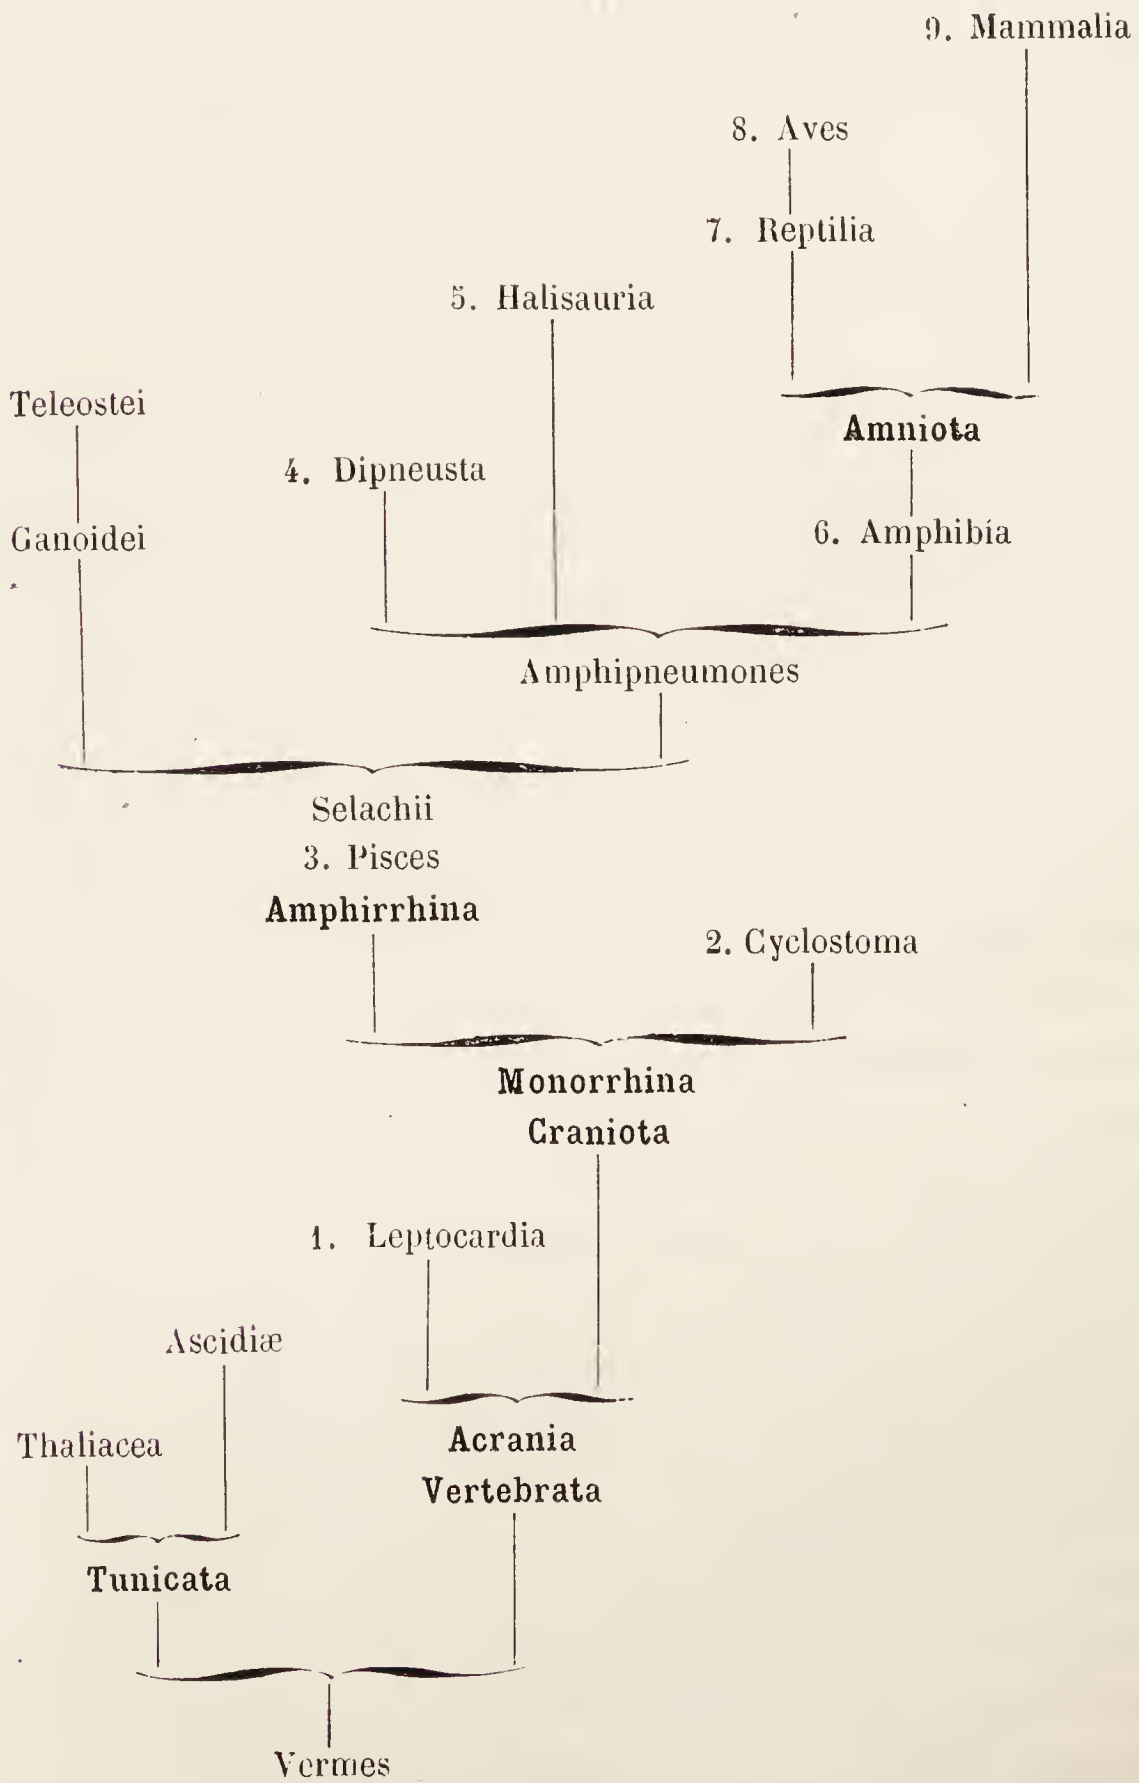 9. Mammalia
8. Aves
7. Reptilia
5. Halisauria
Teleostei
Amniota
4. Dipneusta
Ganoidei
6. Amphibia
Amphipneumones
Selachii
3. Pisces
Amphirrhina
2. Cyclostoma
Monorrhina
Craniota
1. Leptocardia
Ascidiæ
Acrania
Thaliacea
Vertebrata
Tunicata
Vermes